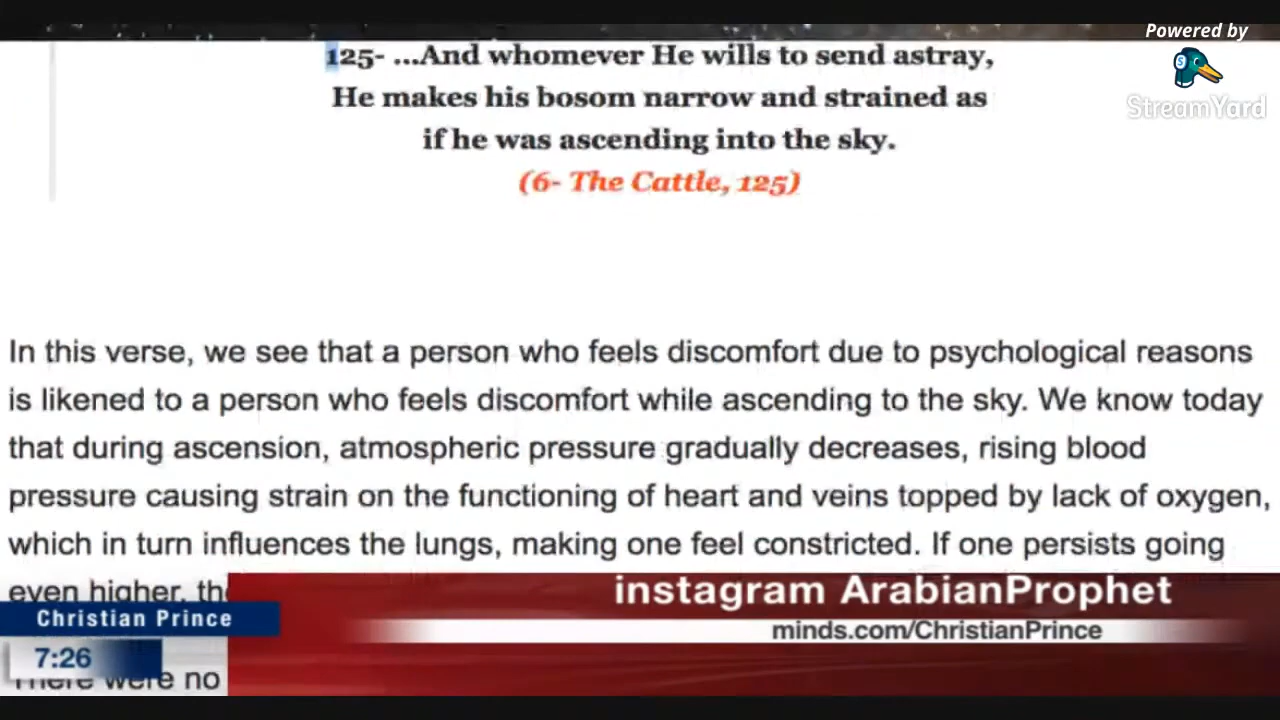 Powered by
StreamYard
125- ...And whomever He wills to send astray,
He makes his bosom narrow and strained as
if he was ascending into the sky.
(6- The Cattle, 125)
In this verse, we see that a person who feels discomfort due to psychological reasons
is likened to a person who feels discomfort while ascending to the sky. We know today
that during ascension, atmospheric pressure gradually decreases, rising blood
pressure causing strain on the functioning of heart and veins topped by lack of oxygen,
which in turn influences the lungs, making one feel constricted. If one persists going
even higher,
instagram ArabianProphet
Christian Prince
minds.com/ChristianPrince
7:26
There were no